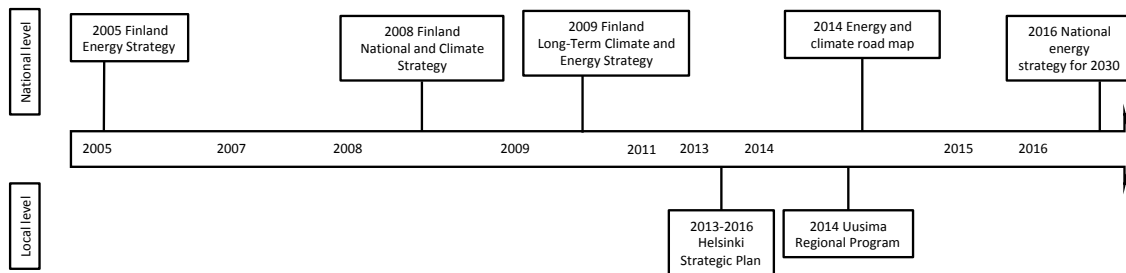 National level
2005 Finland
Energy Strategy
2008 Finland
National and Climate
Strategy
2009 Finland
Long-Term Climate and
Energy Strategy
2014 Energy and
climate road map
2016 National
energy
strategy for 2030
2005
2007
2008
2009
2011
2013
2014
2015
2016
Local level
2013-2016
Helsinki
Strategic Plan
2014 Uusima
Regional Program